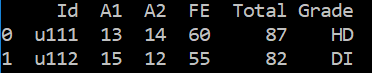 Id A1 A2 FE Total Grade
0 u111 13 14 60 87 HD
1 u112 15 12 55 82 DI